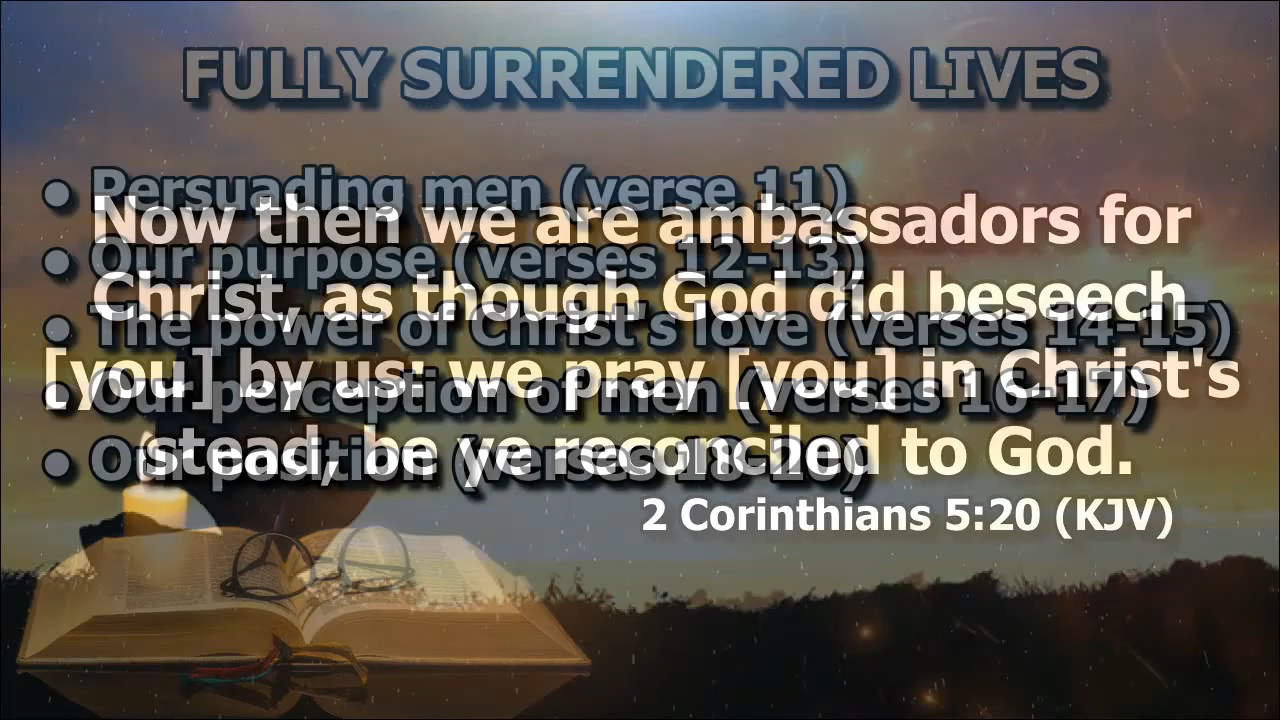 FULLY SURRENDERED LIVES
• Persuading men (verse 11)
• Our purpose (verses 12-13)
• The power of Christ's love (verses 14-15)
• Our perception of men (verses 16-17)
• Our position (verses 18-20)
Now then we are ambassadors for
Christ, as though God did beseech
[you] by us: we pray [you] in Christ's
stead, be ye reconciled to God.
2 Corinthians 5:20 (KJV)